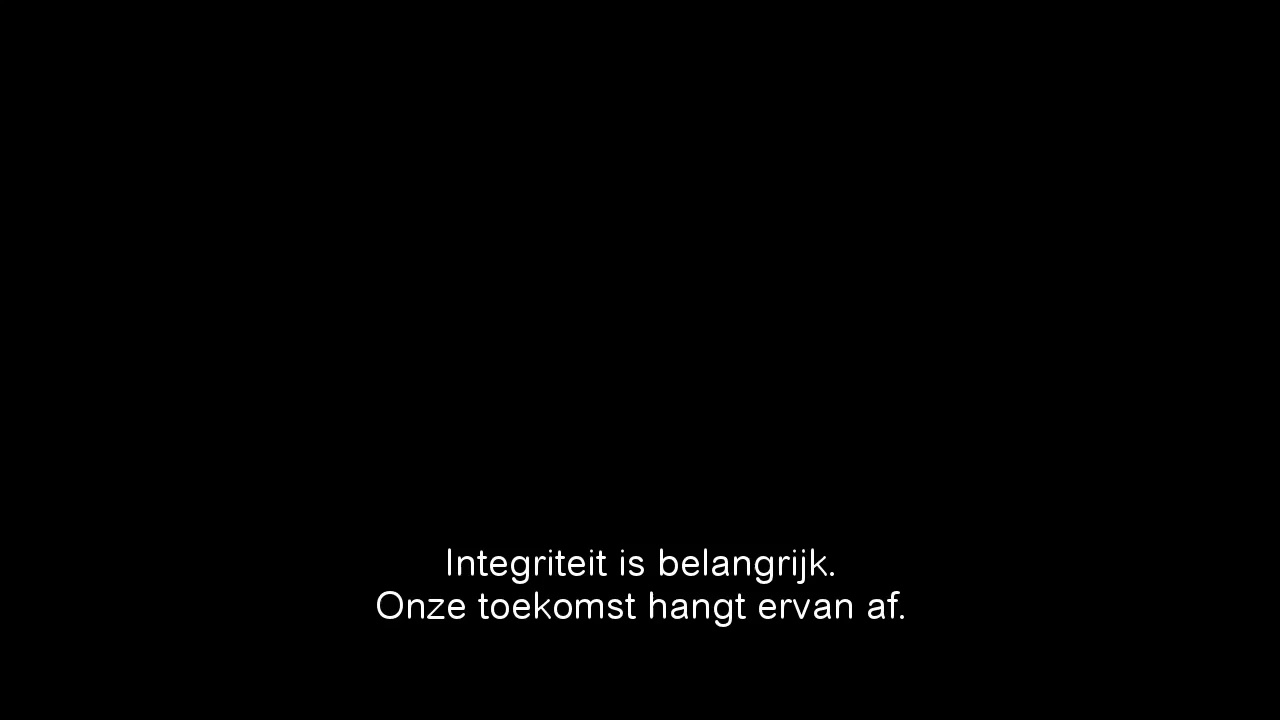 Integriteit is belangrijk.
Onze toekomst hangt ervan af.